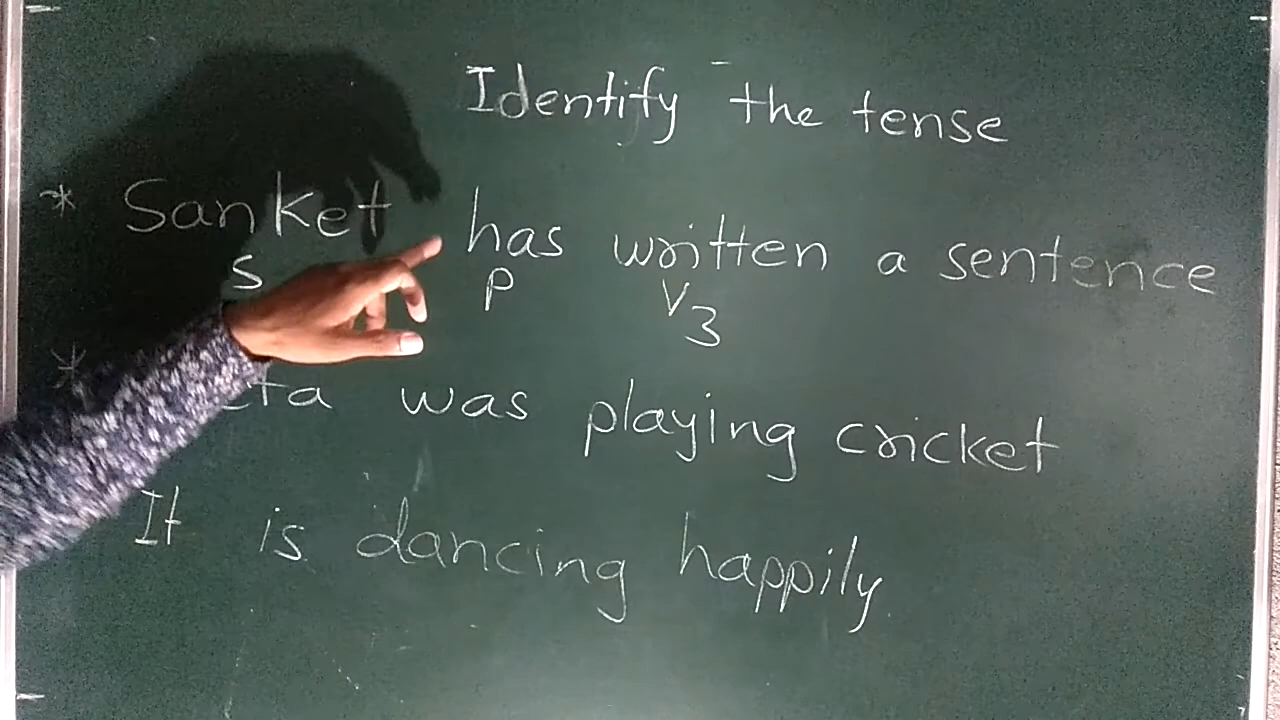 Identify the tense
* Sanket has written a sentence
S P V3
* was playing cricket
It is dancing happily